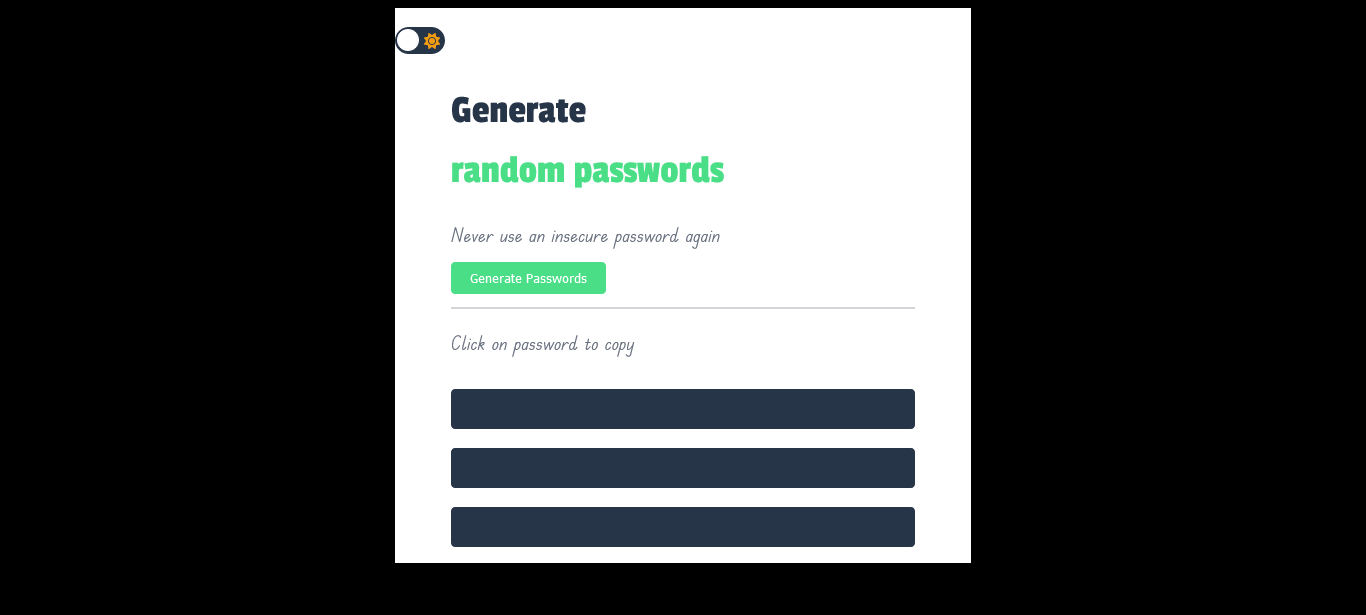 Generate
random passwords
Never use an insecure password again
Generate Passwords
Click on password to copy